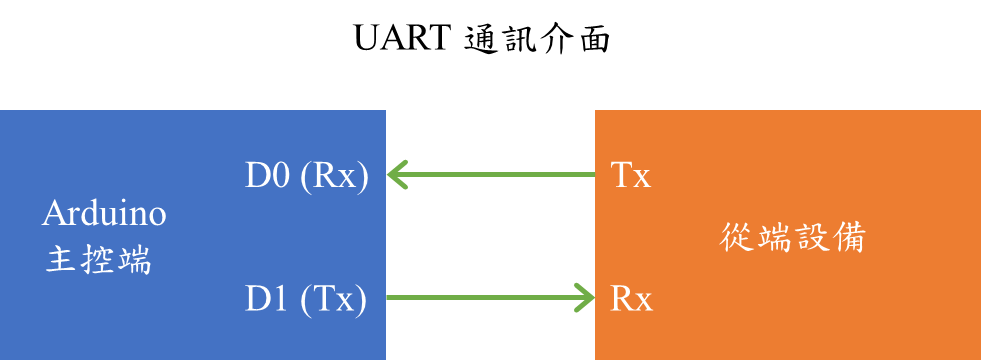 UART 通訊介面
D0 (Rx)
Tx
Arduino
主控端
從端設備
D1 (Tx)
Rx